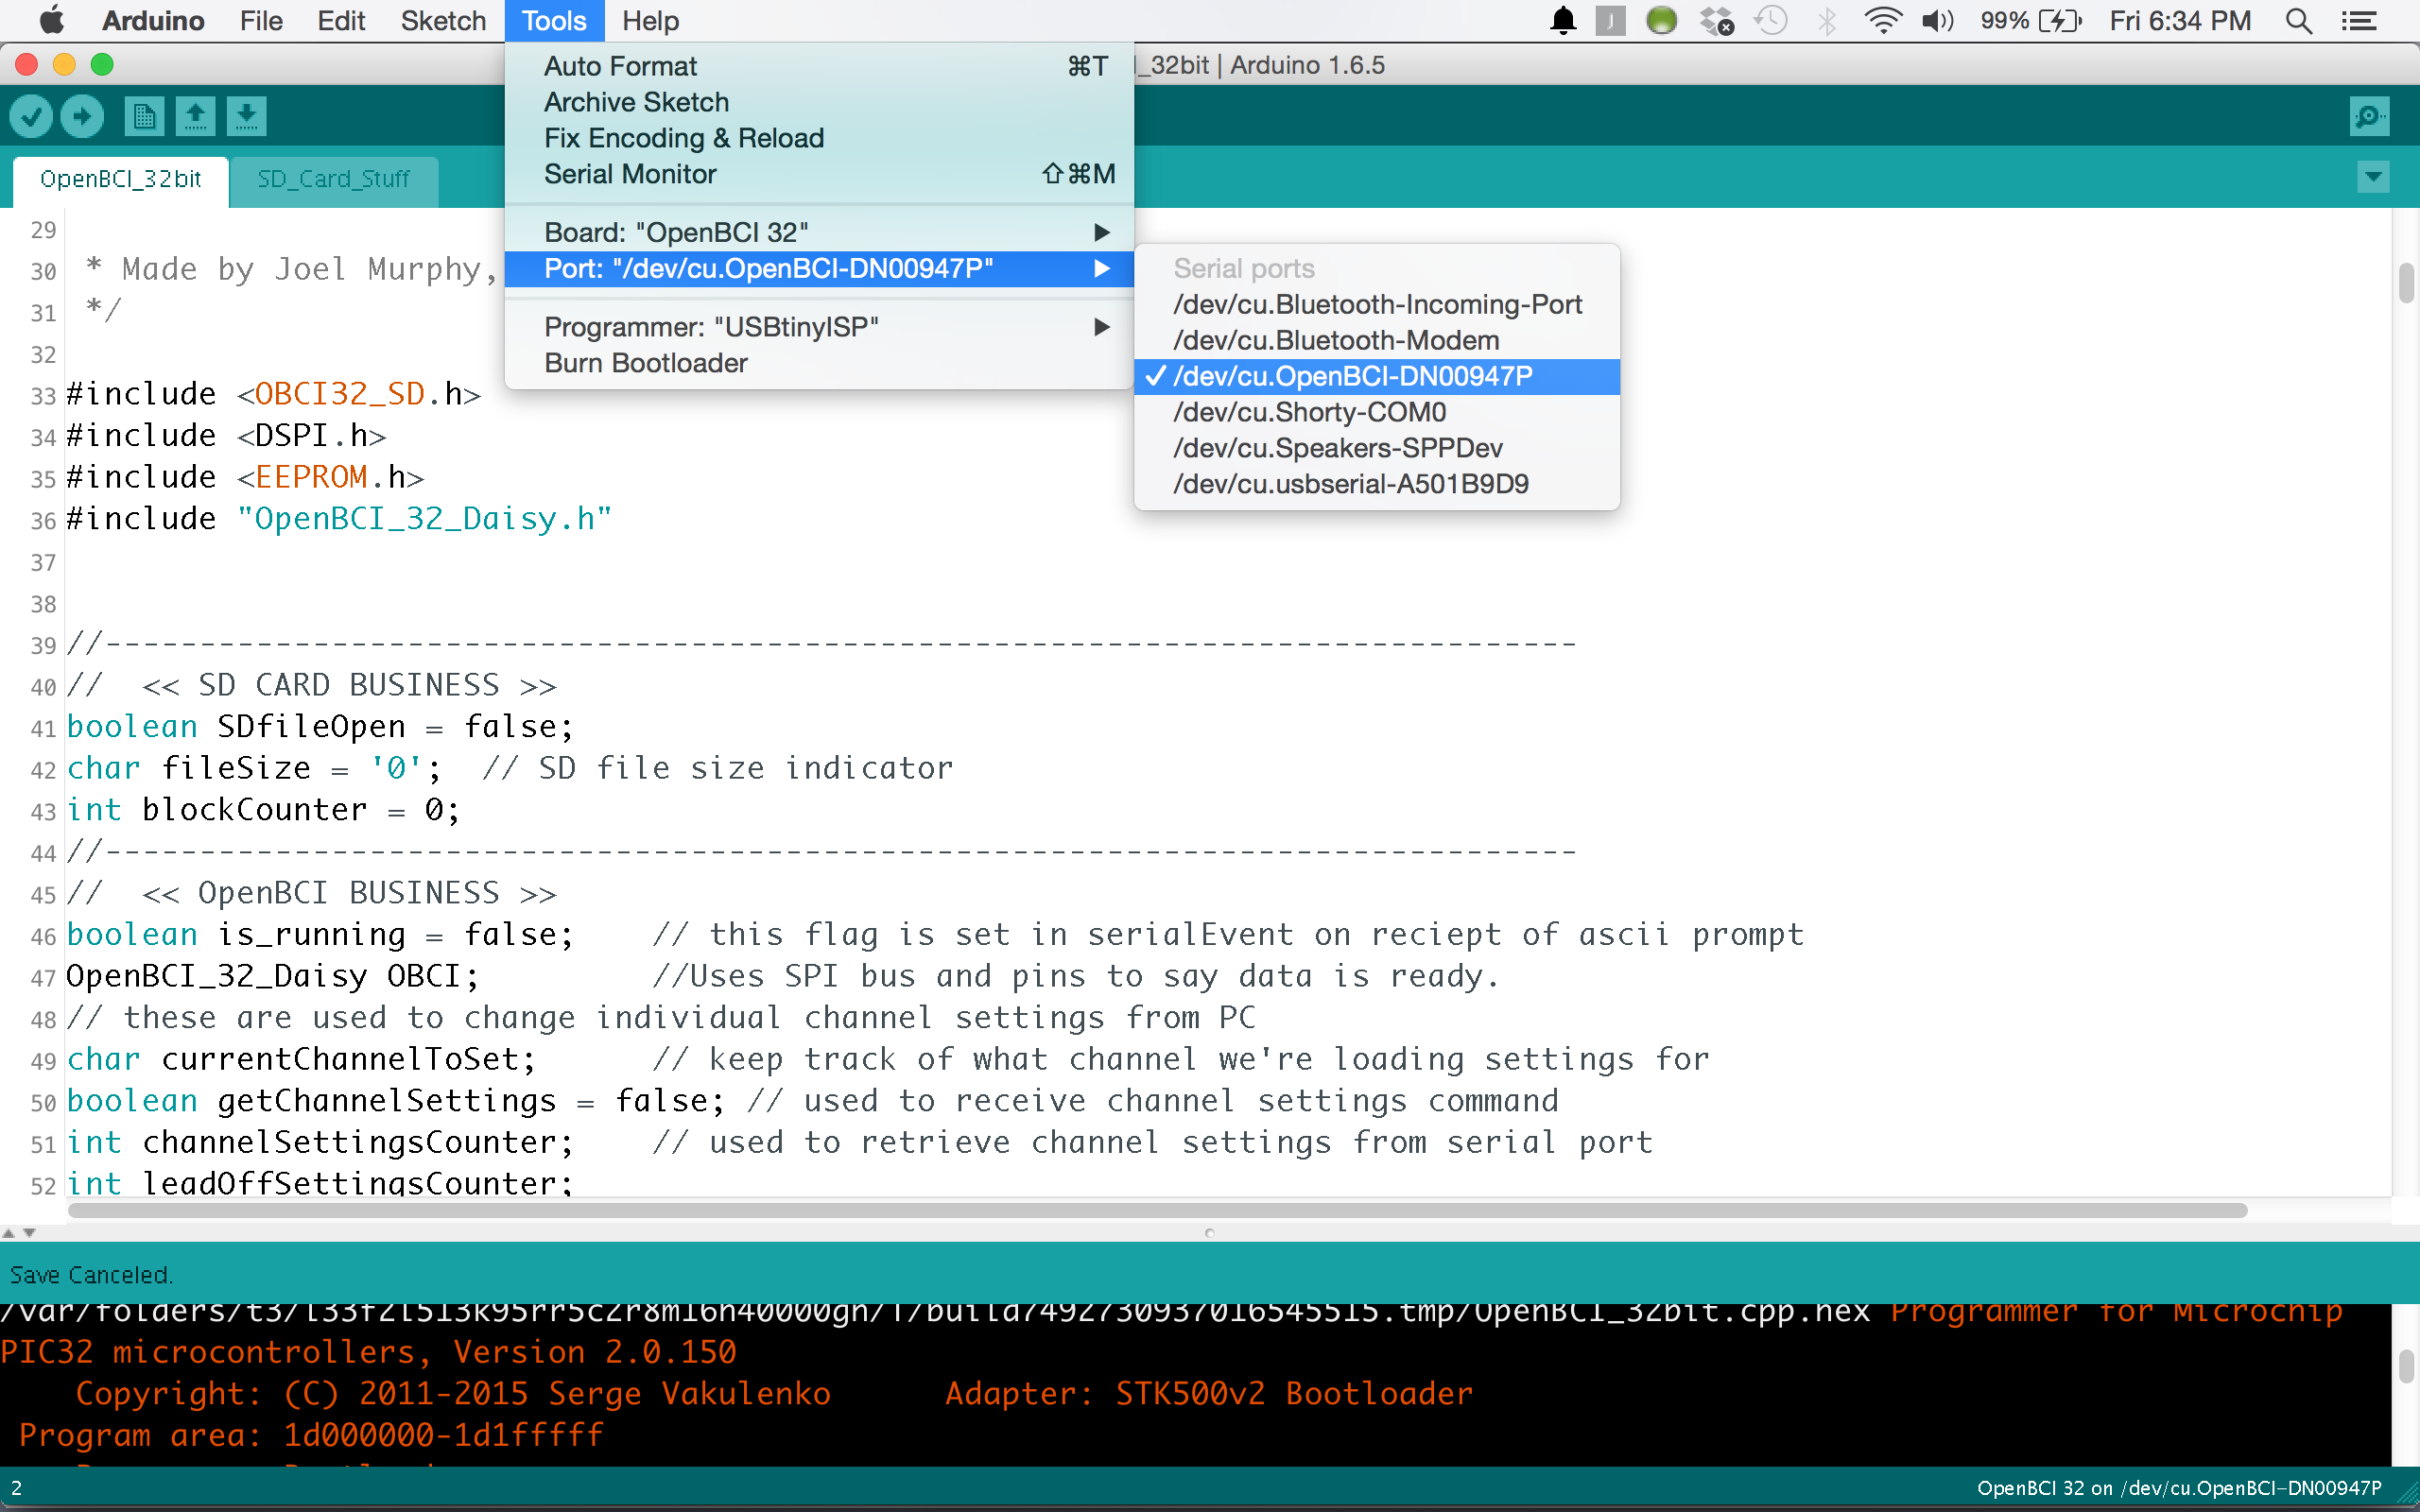 Arduino File Edit Sketch Tools Help 99% Fri 6:34 PM
_32bit | Arduino 1.6.5
Auto Format ⌘T
Archive Sketch
Fix Encoding & Reload
Serial Monitor ⇧⌘M
Board: "OpenBCI 32"
Port: "/dev/cu.OpenBCI-DN00947P"
Programmer: "USBtinyISP"
Burn Bootloader
Serial ports
/dev/cu.Bluetooth-Incoming-Port
/dev/cu.Bluetooth-Modem
✓ /dev/cu.OpenBCI-DN00947P
/dev/cu.Shorty-COM0
/dev/cu.Speakers-SPPDev
/dev/cu.usbserial-A501B9D9
OpenBCI_32bit SD_Card_Stuff
29
30 * Made by Joel Murphy,
31 */
32
33 #include <OBCI32_SD.h>
34 #include <DSPI.h>
35 #include <EEPROM.h>
36 #include "OpenBCI_32_Daisy.h"
37
38
39 //------------------------------------------------------------------------------
40 // << SD CARD BUSINESS >>
41 boolean SDfileOpen = false;
42 char fileSize = '0'; // SD file size indicator
43 int blockCounter = 0;
44 //------------------------------------------------------------------------------
45 // << OpenBCI BUSINESS >>
46 boolean is_running = false; // this flag is set in serialEvent on reciept of ascii prompt
47 OpenBCI_32_Daisy OBCI; //Uses SPI bus and pins to say data is ready.
48 // these are used to change individual channel settings from PC
49 char currentChannelToSet; // keep track of what channel we're loading settings for
50 boolean getChannelSettings = false; // used to receive channel settings command
51 int channelSettingsCounter; // used to retrieve channel settings from serial port
52 int leadOffSettingsCounter;
Save Canceled.
/var/folders/t3/l33f2l513k95rr5c2r8m16h40000gn/T/build7492730937016545515.tmp/OpenBCI_32bit.cpp.hex Programmer for Microchip
PIC32 microcontrollers, Version 2.0.150
Copyright: (C) 2011-2015 Serge Vakulenko Adapter: STK500v2 Bootloader
Program area: 1d000000-1d1fffff
2 OpenBCI 32 on /dev/cu.OpenBCI-DN00947P